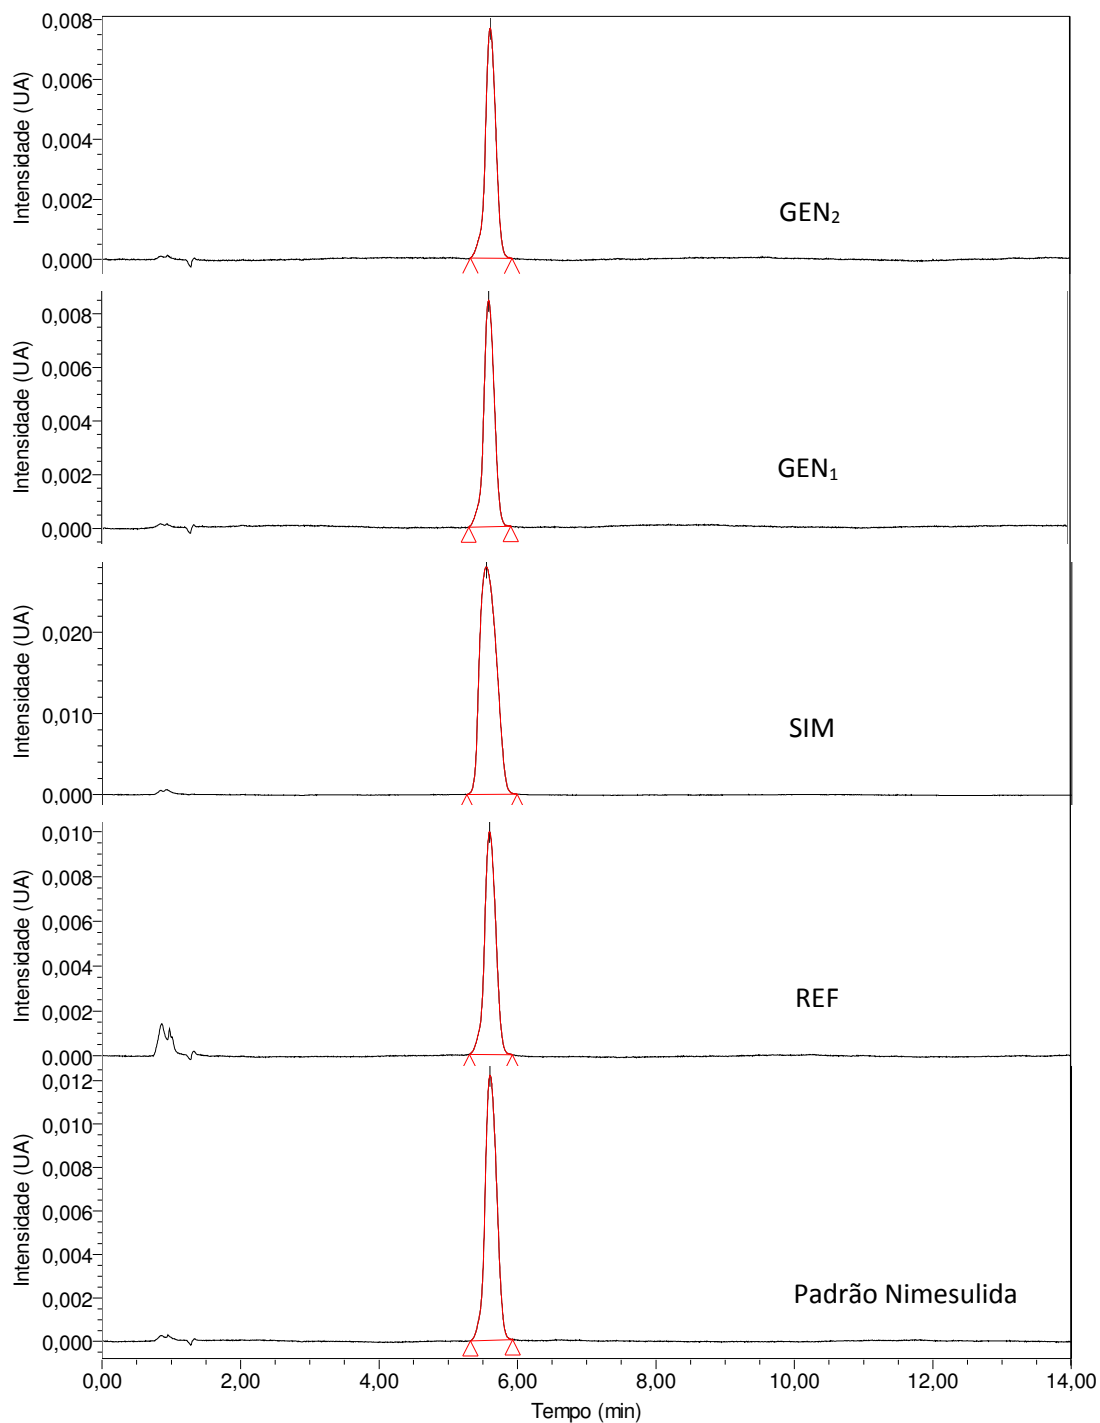 Intensidade (UA)
0,008
0,006
0,004
0,002
0,000
GEN₂
Intensidade (UA)
0,008
0,006
0,004
0,002
0,000
GEN₁
Intensidade (UA)
0,020
0,010
0,000
SIM
Intensidade (UA)
0,010
0,008
0,006
0,004
0,002
0,000
REF
Intensidade (UA)
0,012
0,010
0,008
0,006
0,004
0,002
0,000
Padrão Nimesulida
0,00 2,00 4,00 6,00 8,00 10,00 12,00 14,00
Tempo (min)